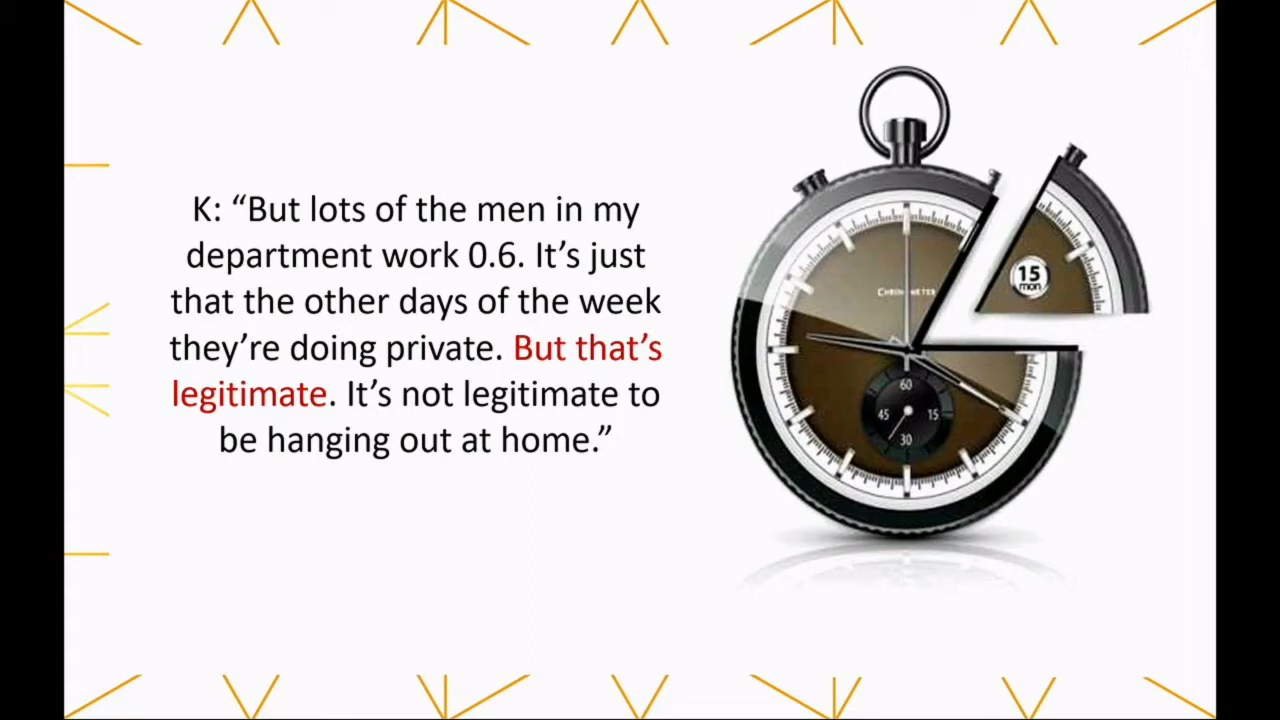 K: “But lots of the men in my
department work 0.6. It’s just
that the other days of the week
they’re doing private. But that’s
legitimate. It’s not legitimate to
be hanging out at home.”
15
mon
60
45 15
30